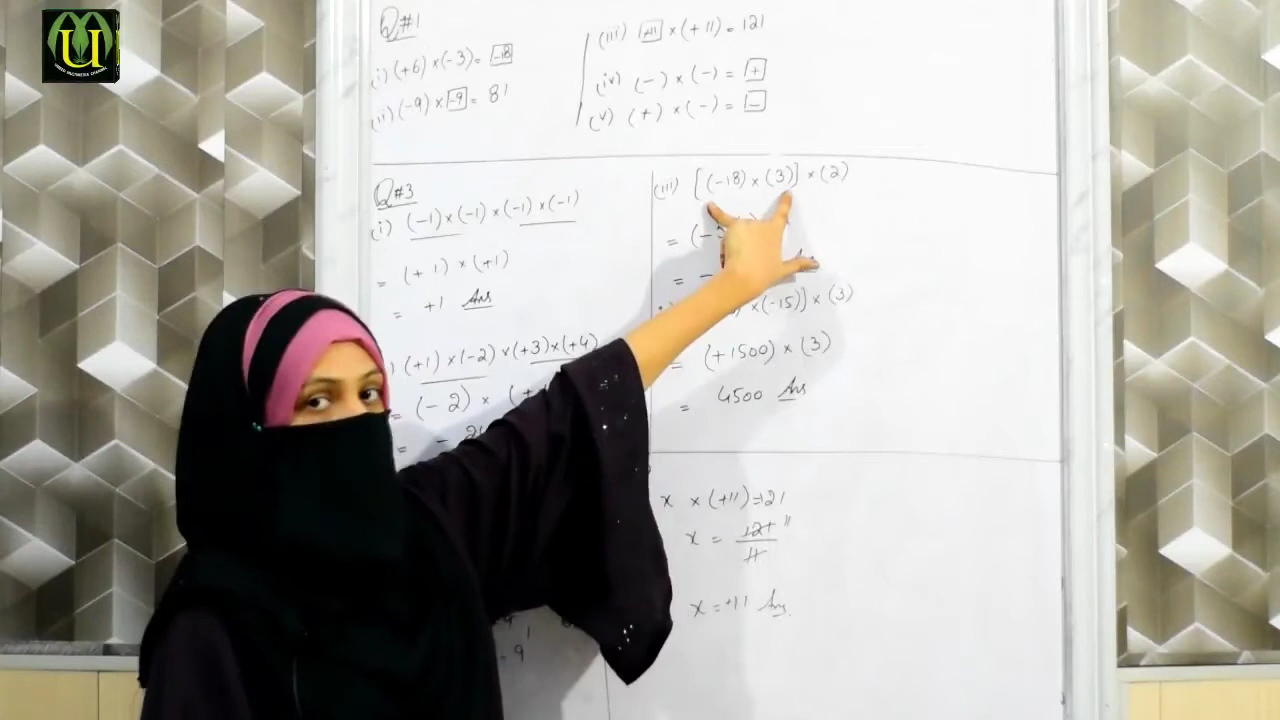 U
Q#1
(i) (+6) × (-3) = -18
(ii) (-9) × -9 = 81
(iii) +11 × (+11) = 121
(iv) (-) × (-) = +
(v) (+) × (-) = -
Q#3
(i) (-1) × (-1) × (-1) × (-1)
= (+1) × (+1)
= +1 Ans
(+1) × (-2) × (+3) × (+4)
= (-2) ×
= -
(iii) [(-18) × (3)] × (2)
= (-
= -
× (-15)] × (3)
= (+1500) × (3)
= 4500 Ans
x × (+11) = 121
x = 121 11
11
x = +11 Ans.
= 9